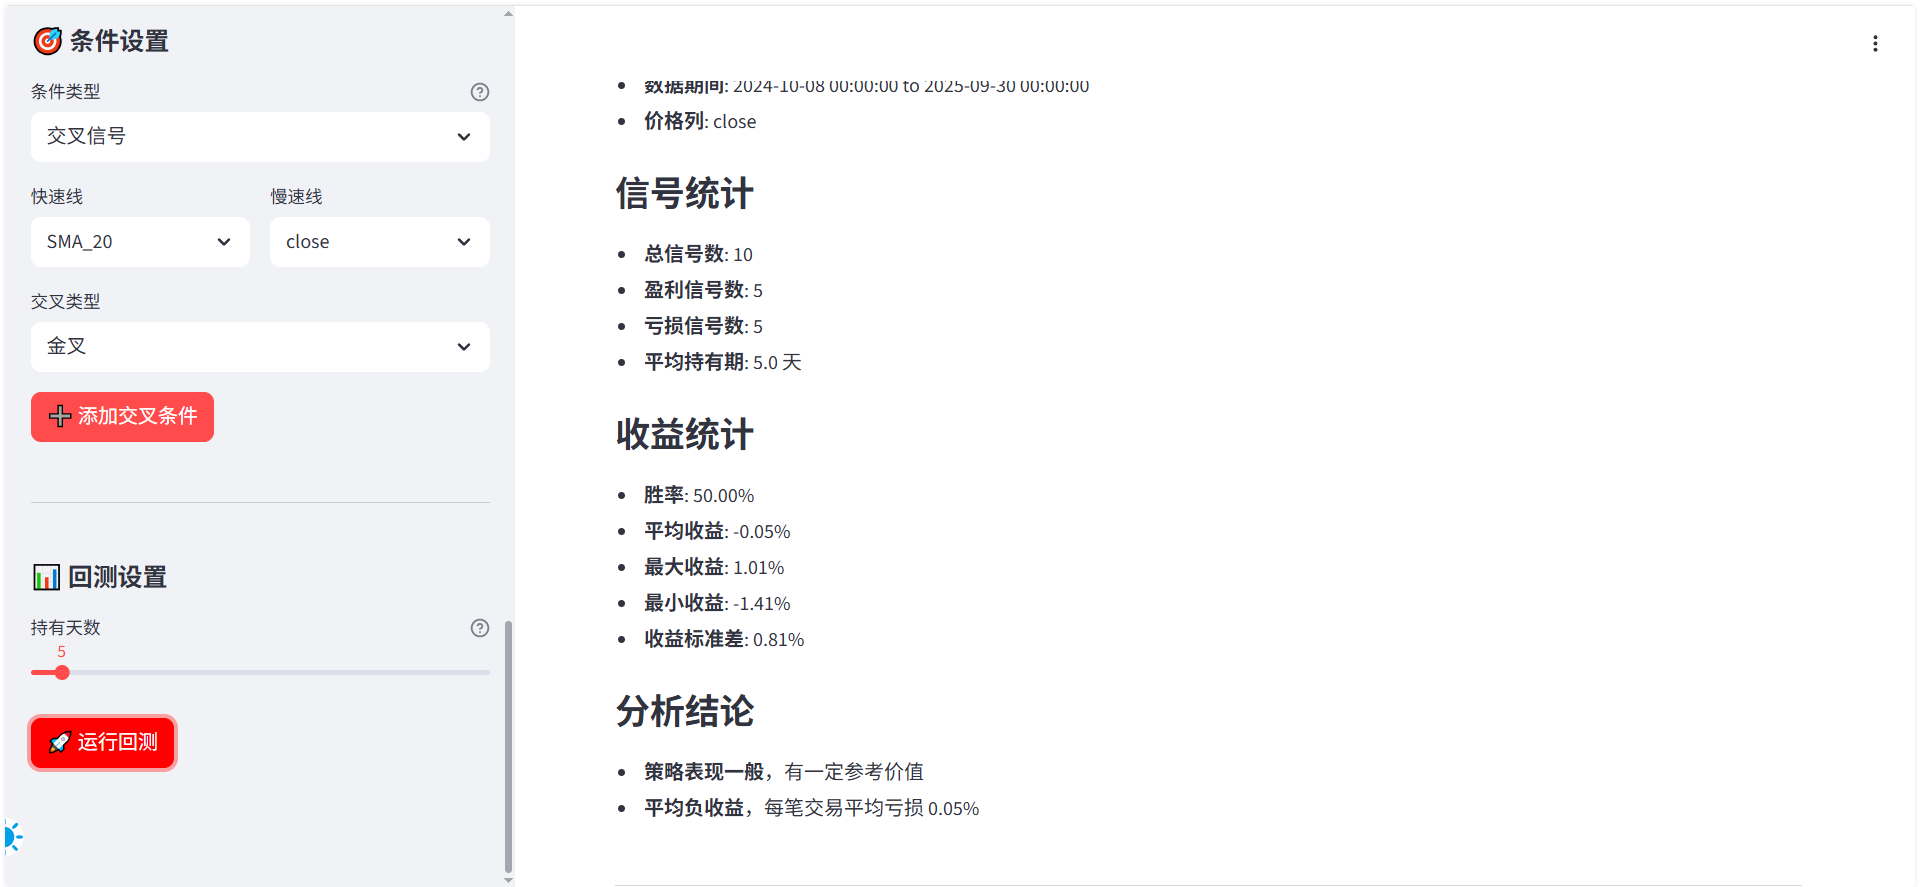 条件设置
条件类型
交叉信号
快速线
慢速线
SMA_20
close
交叉类型
金叉
添加交叉条件
回测设置
持有天数
5
运行回测
数据期间: 2024-10-08 00:00:00 to 2025-09-30 00:00:00
价格列: close
信号统计
总信号数: 10
盈利信号数: 5
亏损信号数: 5
平均持有期: 5.0 天
收益统计
胜率: 50.00%
平均收益: -0.05%
最大收益: 1.01%
最小收益: -1.41%
收益标准差: 0.81%
分析结论
策略表现一般，有一定参考价值
平均负收益，每笔交易平均亏损 0.05%